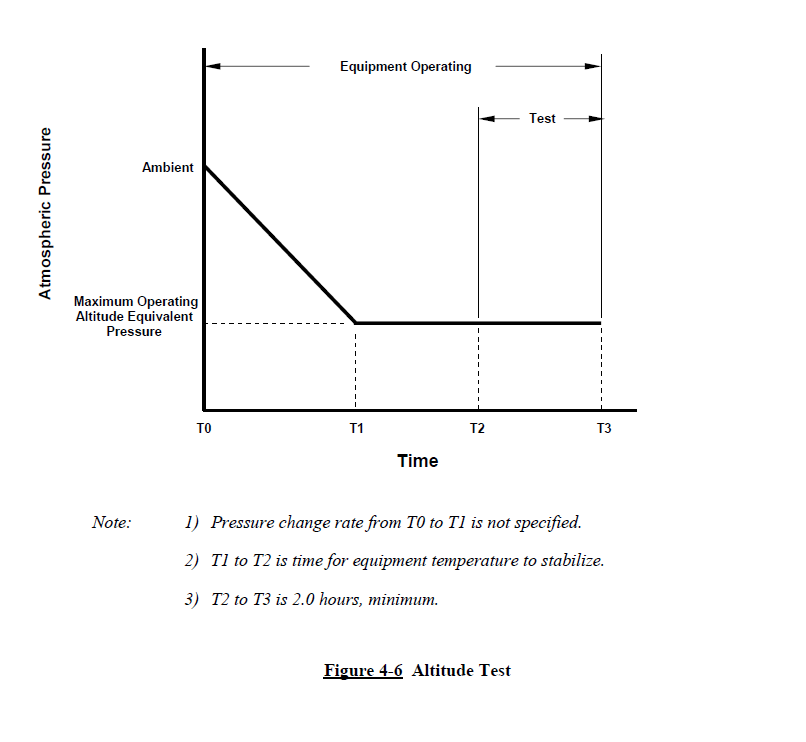 Equipment Operating
Test
Atmospheric Pressure
Ambient
Maximum Operating
Altitude Equivalent
Pressure
T0 T1 T2 T3
Time
Note: 1) Pressure change rate from T0 to T1 is not specified.
2) T1 to T2 is time for equipment temperature to stabilize.
3) T2 to T3 is 2.0 hours, minimum.
Figure 4-6 Altitude Test